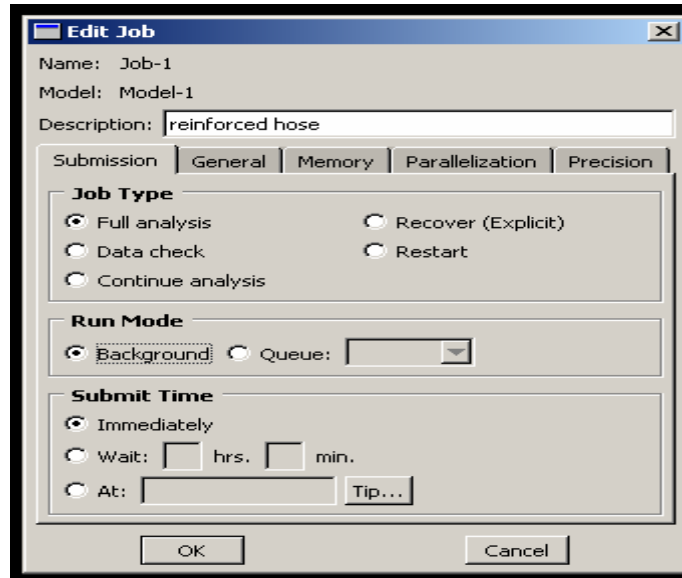 Edit Job
Name: Job-1
Model: Model-1
Description: reinforced hose
Submission General Memory Parallelization Precision
Job Type
Full analysis Recover (Explicit)
Data check Restart
Continue analysis
Run Mode
Background Queue:
Submit Time
Immediately
Wait: hrs. min.
At: Tip...
OK Cancel